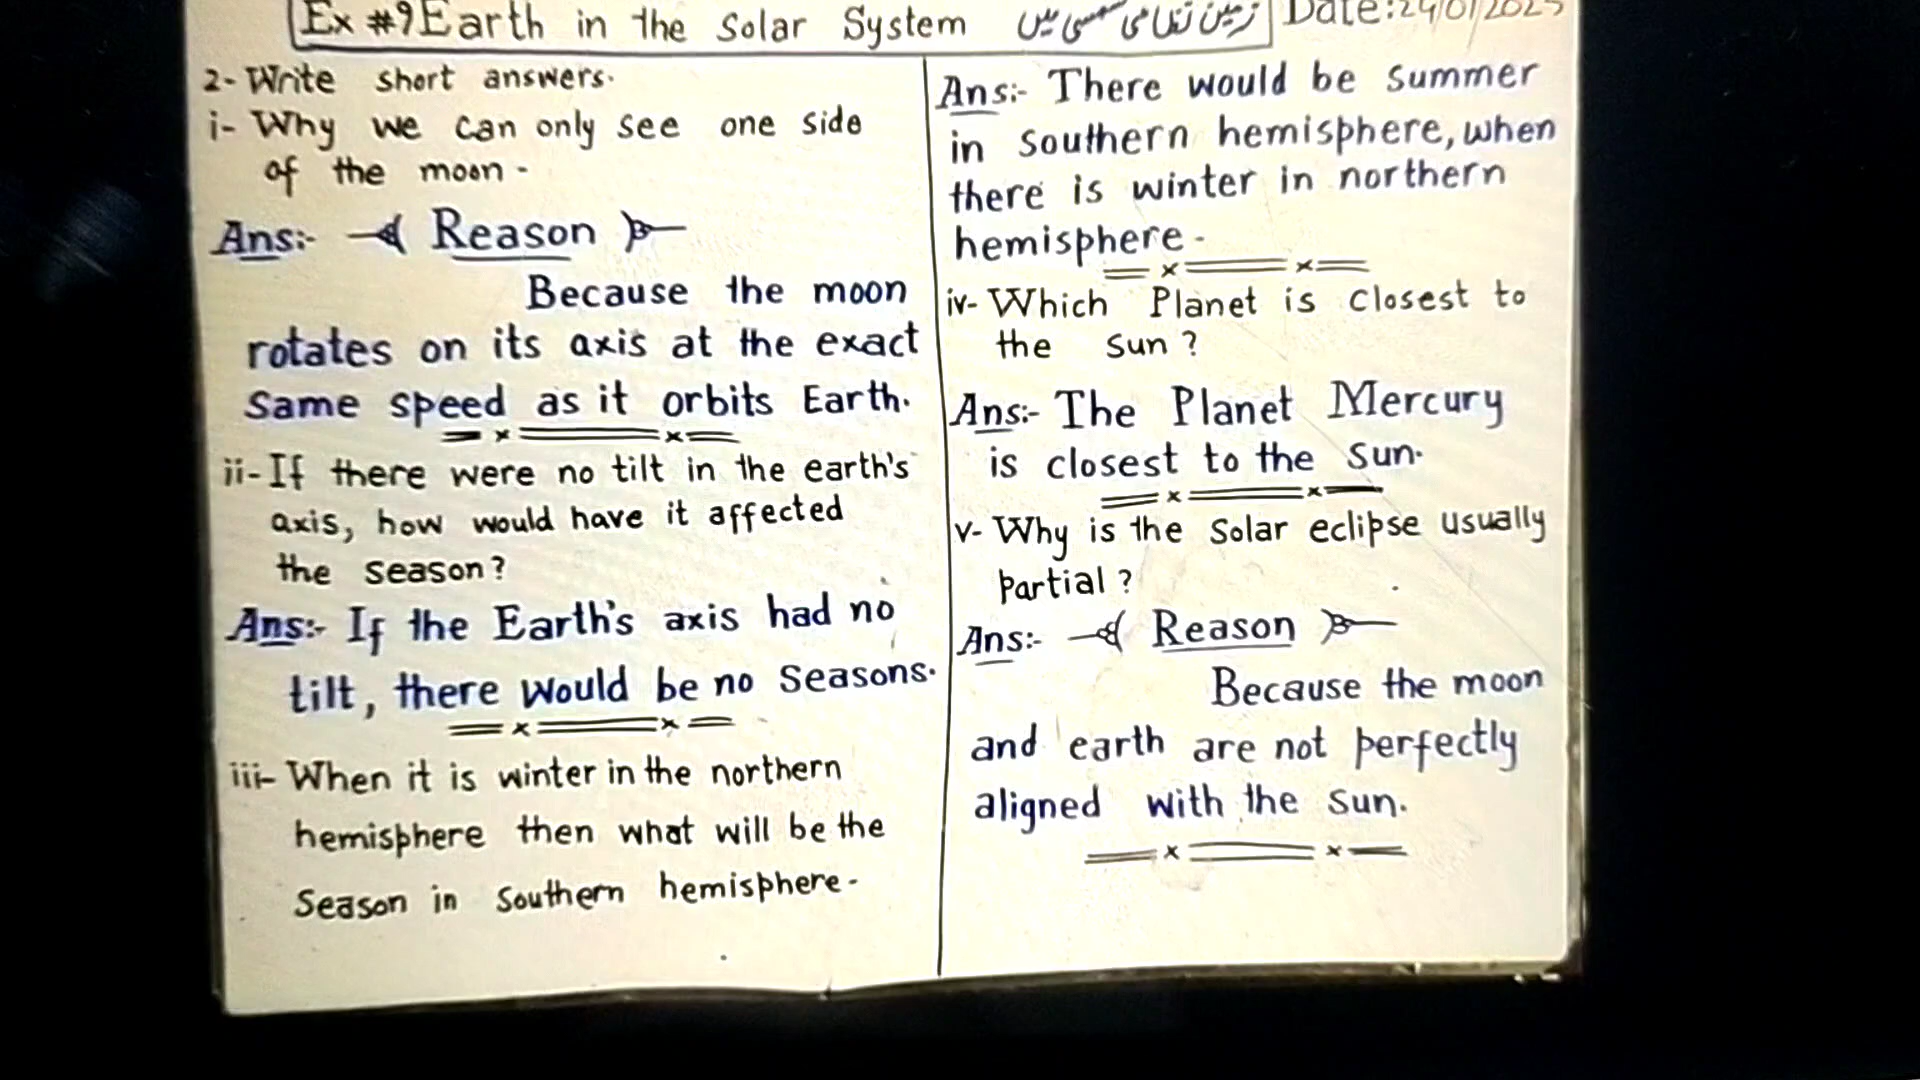 Ex #9 Earth in the Solar System زمین نظام شمسی میں Date: 24/01/2025
2- Write short answers.
i- Why we can only see one side
of the moon -
Ans:- Reason
Because the moon
rotates on its axis at the exact
same speed as it orbits Earth.
ii- If there were no tilt in the earth's
axis, how would have it affected
the season?
Ans:- If the Earth's axis had no
tilt, there would be no seasons.
iii- When it is winter in the northern
hemisphere then what will be the
Season in Southern hemisphere-
Ans:- There would be summer
in southern hemisphere, when
there is winter in northern
hemisphere-
iv- Which Planet is closest to
the sun?
Ans:- The Planet Mercury
is closest to the sun.
v- Why is the Solar eclipse usually
partial?
Ans:- Reason
Because the moon
and earth are not perfectly
aligned with the sun.